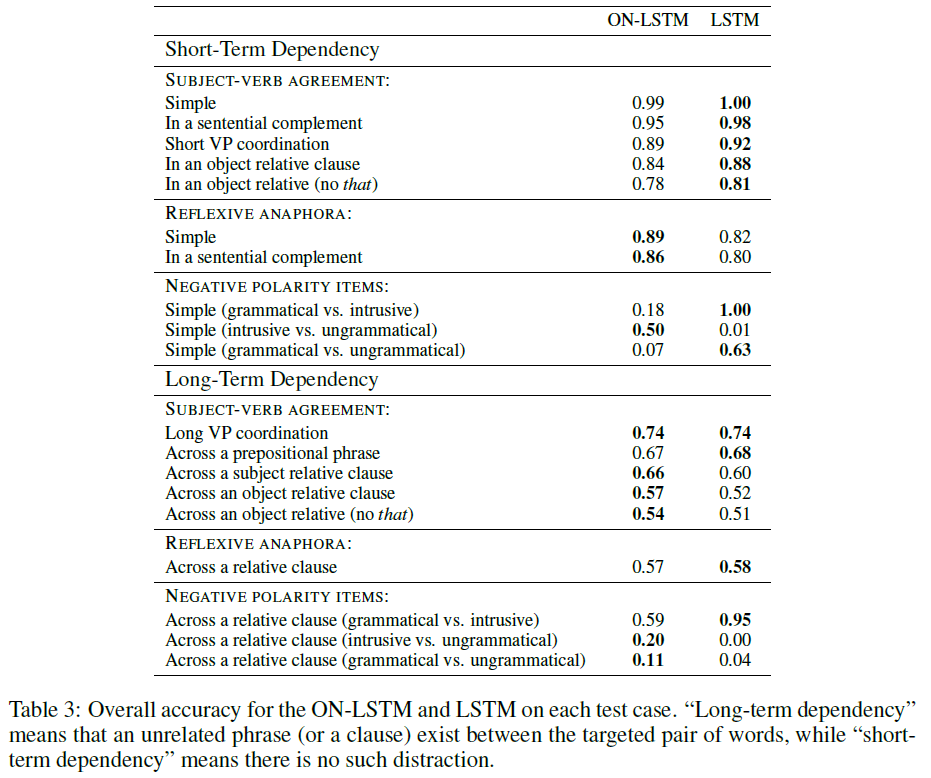 ON-LSTM LSTM
Short-Term Dependency
SUBJECT-VERB AGREEMENT:
Simple 0.99 1.00
In a sentential complement 0.95 0.98
Short VP coordination 0.89 0.92
In an object relative clause 0.84 0.88
In an object relative (no that) 0.78 0.81
REFLEXIVE ANAPHORA:
Simple 0.89 0.82
In a sentential complement 0.86 0.80
NEGATIVE POLARITY ITEMS:
Simple (grammatical vs. intrusive) 0.18 1.00
Simple (intrusive vs. ungrammatical) 0.50 0.01
Simple (grammatical vs. ungrammatical) 0.07 0.63
Long-Term Dependency
SUBJECT-VERB AGREEMENT:
Long VP coordination 0.74 0.74
Across a prepositional phrase 0.67 0.68
Across a subject relative clause 0.66 0.60
Across an object relative clause 0.57 0.52
Across an object relative (no that) 0.54 0.51
REFLEXIVE ANAPHORA:
Across a relative clause 0.57 0.58
NEGATIVE POLARITY ITEMS:
Across a relative clause (grammatical vs. intrusive) 0.59 0.95
Across a relative clause (intrusive vs. ungrammatical) 0.20 0.00
Across a relative clause (grammatical vs. ungrammatical) 0.11 0.04
Table 3: Overall accuracy for the ON-LSTM and LSTM on each test case. “Long-term dependency”
means that an unrelated phrase (or a clause) exist between the targeted pair of words, while “short-
term dependency” means there is no such distraction.